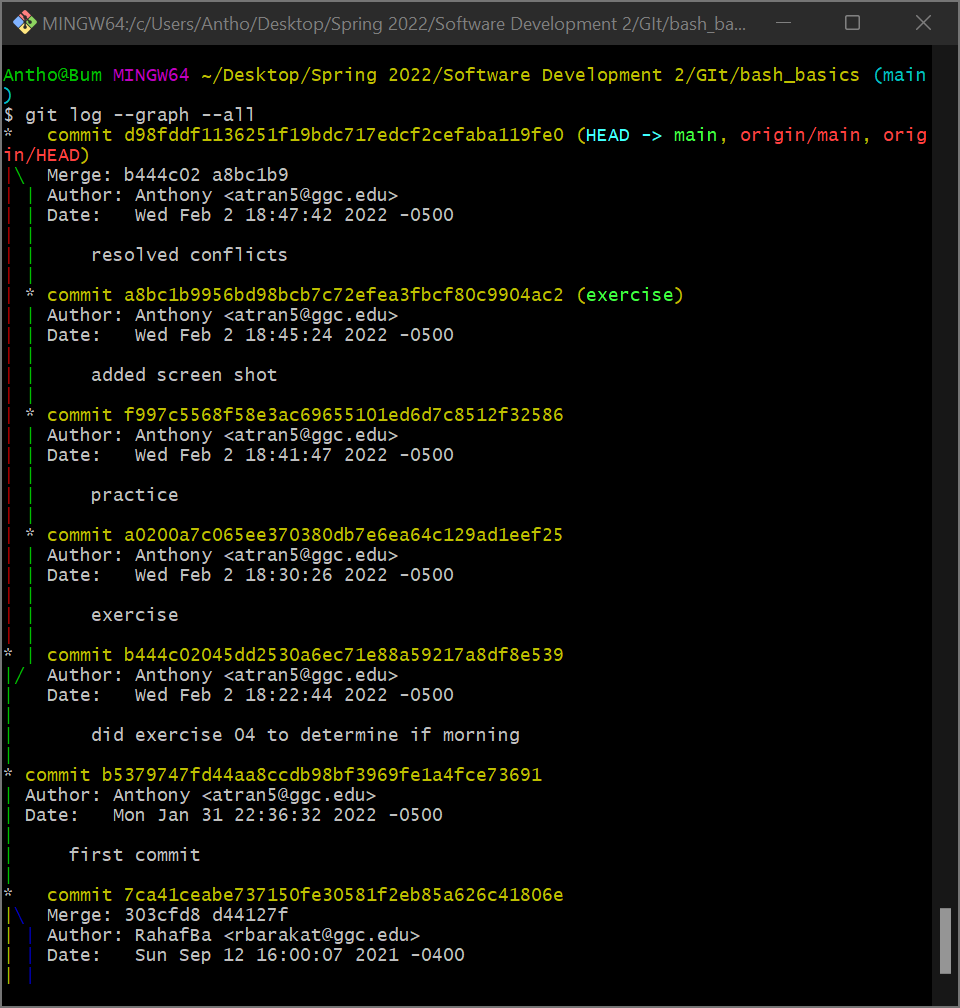 MINGW64:/c/Users/Antho/Desktop/Spring 2022/Software Development 2/GIt/bash_ba...
Antho@Bum MINGW64 ~/Desktop/Spring 2022/Software Development 2/GIt/bash_basics (main
)
$ git log --graph --all
*   commit d98fddf1136251f19bdc717edcf2cefaba119fe0 (HEAD -> main, origin/main, orig
in/HEAD)
|\  Merge: b444c02 a8bc1b9
| | Author: Anthony <atran5@ggc.edu>
| | Date:   Wed Feb 2 18:47:42 2022 -0500
| |
| |     resolved conflicts
| |
| * commit a8bc1b9956bd98bcb7c72efea3fbcf80c9904ac2 (exercise)
| | Author: Anthony <atran5@ggc.edu>
| | Date:   Wed Feb 2 18:45:24 2022 -0500
| |
| |     added screen shot
| |
| * commit f997c5568f58e3ac69655101ed6d7c8512f32586
| | Author: Anthony <atran5@ggc.edu>
| | Date:   Wed Feb 2 18:41:47 2022 -0500
| |
| |     practice
| |
| * commit a0200a7c065ee370380db7e6ea64c129ad1eef25
| | Author: Anthony <atran5@ggc.edu>
| | Date:   Wed Feb 2 18:30:26 2022 -0500
| |
| |     exercise
| |
* | commit b444c02045dd2530a6ec71e88a59217a8df8e539
|/  Author: Anthony <atran5@ggc.edu>
|   Date:   Wed Feb 2 18:22:44 2022 -0500
|
|       did exercise 04 to determine if morning
|
* commit b5379747fd44aa8ccdb98bf3969fe1a4fce73691
| Author: Anthony <atran5@ggc.edu>
| Date:   Mon Jan 31 22:36:32 2022 -0500
|
|     first commit
|
*   commit 7ca41ceabe737150fe30581f2eb85a626c41806e
|\  Merge: 303cfd8 d44127f
| | Author: RahafBa <rbarakat@ggc.edu>
| | Date:   Sun Sep 12 16:00:07 2021 -0400
| |